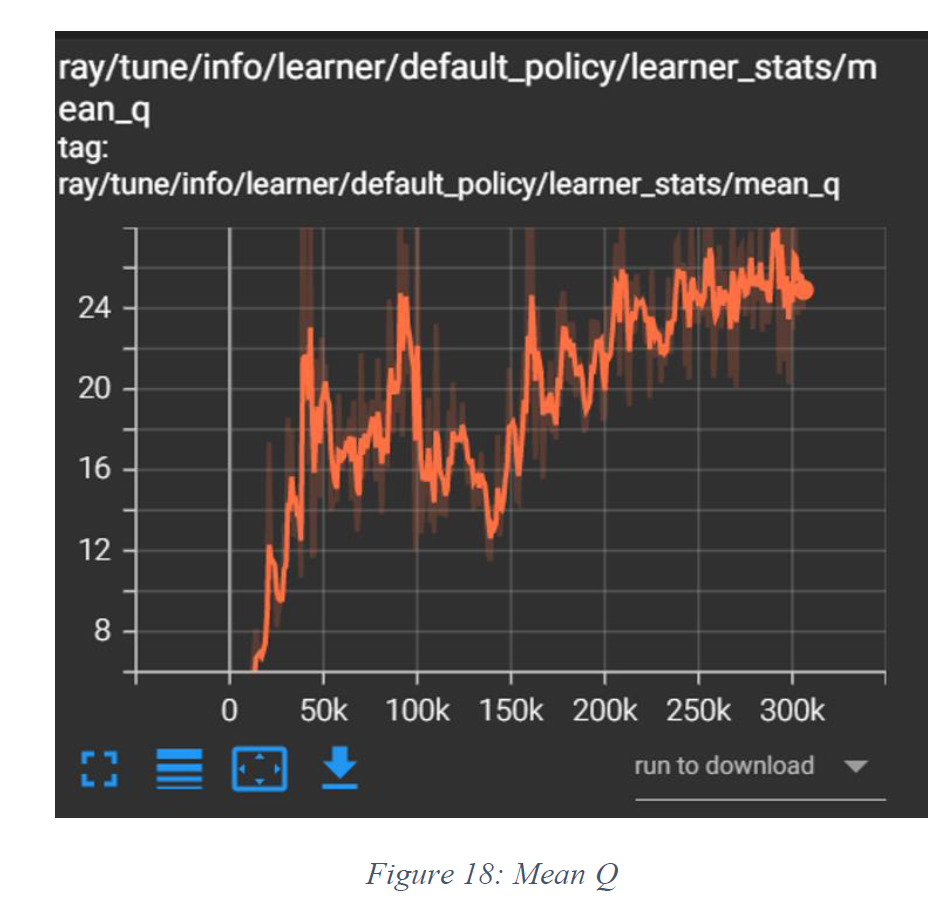 ray/tune/info/learner/default_policy/learner_stats/m
ean_q
tag:
ray/tune/info/learner/default_policy/learner_stats/mean_q
24
20
16
12
8
0 50k 100k 150k 200k 250k 300k
run to download
Figure 18: Mean Q